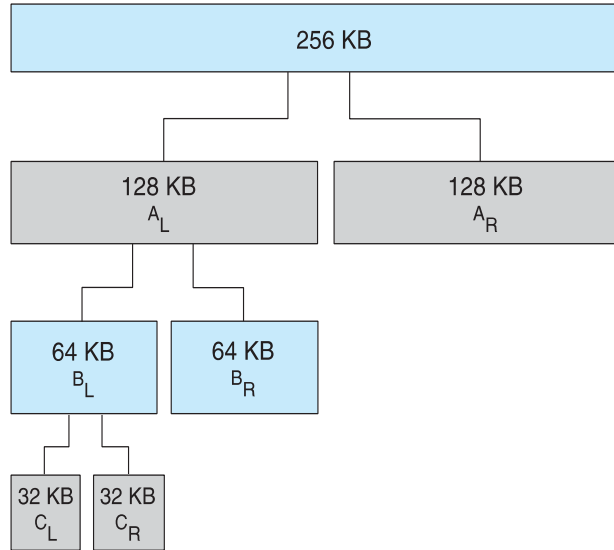 256 KB
128 KB
A_L
128 KB
A_R
64 KB
B_L
64 KB
B_R
32 KB
C_L
32 KB
C_R